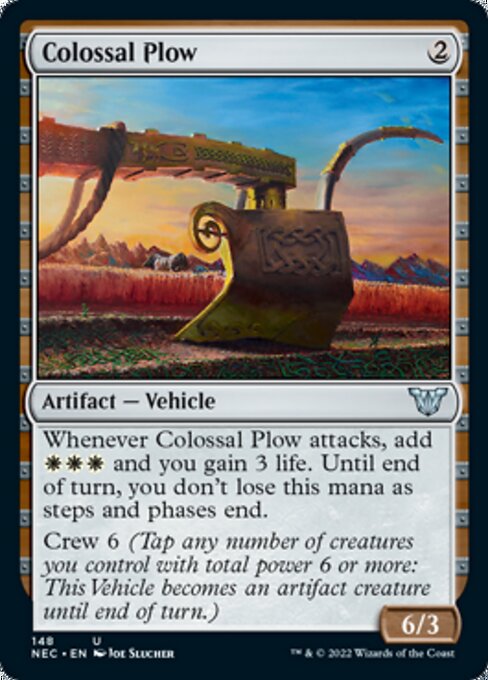 Colossal Plow 2
Artifact — Vehicle
Whenever Colossal Plow attacks, add
and you gain 3 life. Until end
of turn, you don't lose this mana as
steps and phases end.
Crew 6 (Tap any number of creatures
you control with total power 6 or more:
This Vehicle becomes an artifact creature
until end of turn.)
6/3
148 U
NEC • EN Joe Slucher
™ & © 2022 Wizards of the Coast